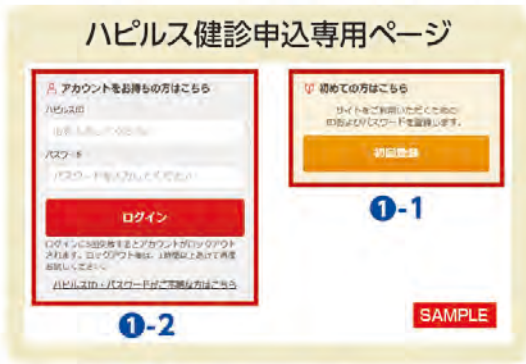 ハピルス健診申込専用ページ
アカウントをお持ちの方はこちら
ハピルスID
パスワード
パスワードを入力してください
ログイン
ログインに5回失敗するとアカウントがロックアウト
されます。ロックアウト後は、1時間以上あけて再度
お試しください。
ハピルスID・パスワードがご不明な方はこちら
❶-2
初めての方はこちら
サイトをご利用いただくための
IDおよびパスワードを登録します。
初回登録
❶-1
SAMPLE